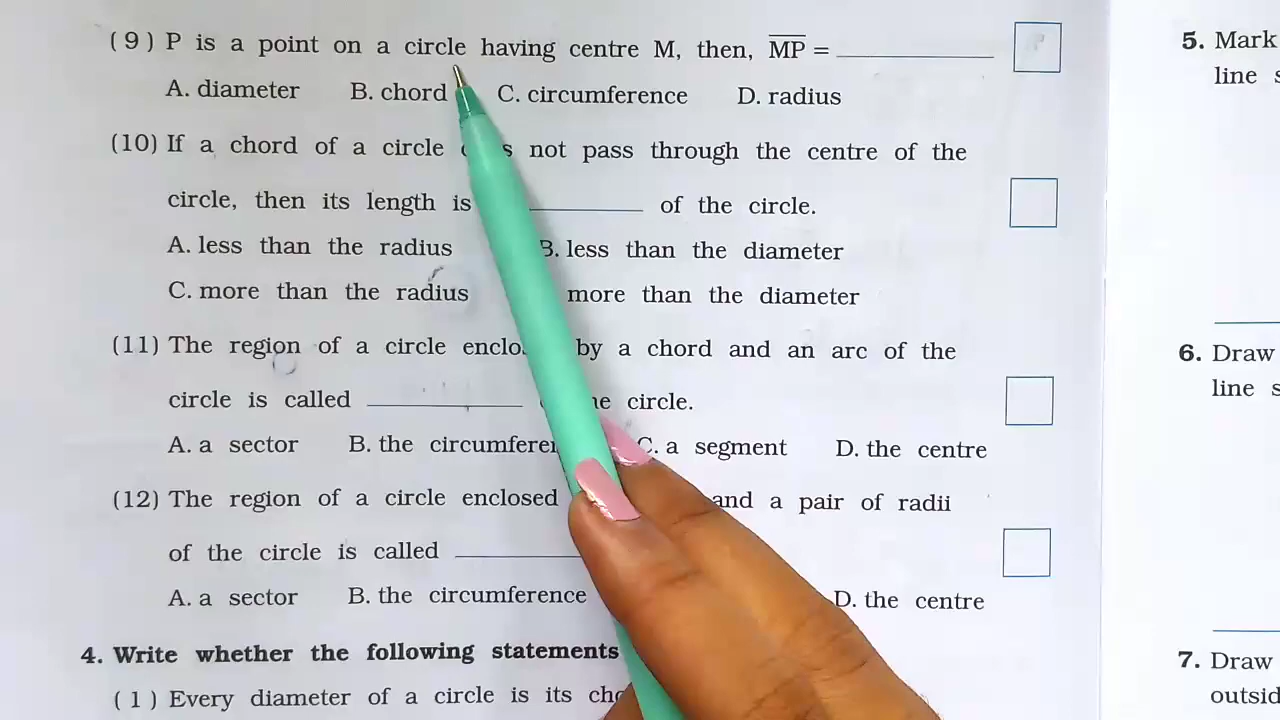 (9) P is a point on a circle having centre M, then, MP = ____________
A. diameter B. chord C. circumference D. radius
(10) If a chord of a circle not pass through the centre of the
circle, then its length is ____________ of the circle.
A. less than the radius B. less than the diameter
C. more than the radius more than the diameter
(11) The region of a circle by a chord and an arc of the
circle is called ____________ circle.
A. a sector B. the C. a segment D. the centre
(12) The region of a circle enclosed and a pair of radii
of the circle is called ____________
A. a sector B. the circumference D. the centre
4. Write whether the following statements
(1) Every diameter of a circle is its
5. Mark
line
6. Draw
line
7. Draw